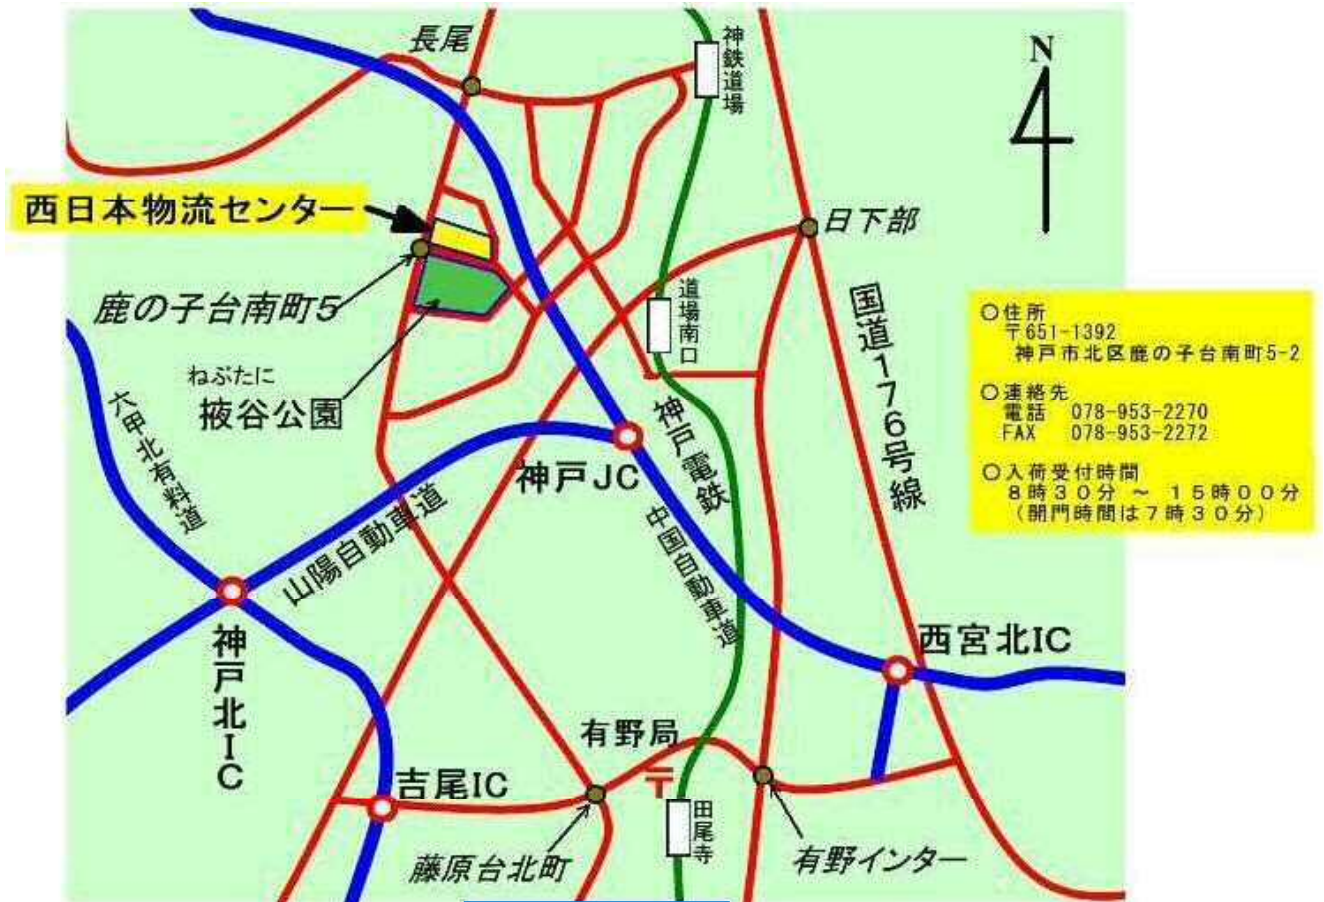 長尾
神鉄道場
N
西日本物流センター
日下部
鹿の子台南町5
道場南口
国道176号線
ねぶたに
掖谷公園
六甲北有料道
神戸JC
神戸電鉄
山陽自動車道
中国自動車道
神戸北IC
西宮北IC
有野局
〒
吉尾IC
田尾寺
藤原台北町
有野インター
○住所
〒651-1392
神戸市北区鹿の子台南町5-2
○連絡先
電話 078-953-2270
FAX 078-953-2272
○入荷受付時間
8時30分 ～ 15時00分
(開門時間は7時30分)